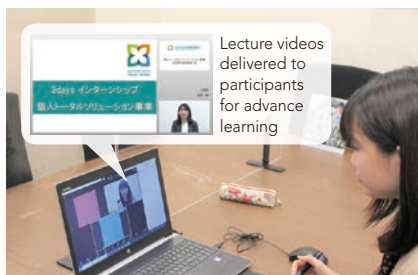 3days インターンシップ
個人トータルソリューション事業
Lecture videos
delivered to
participants
for advance
learning